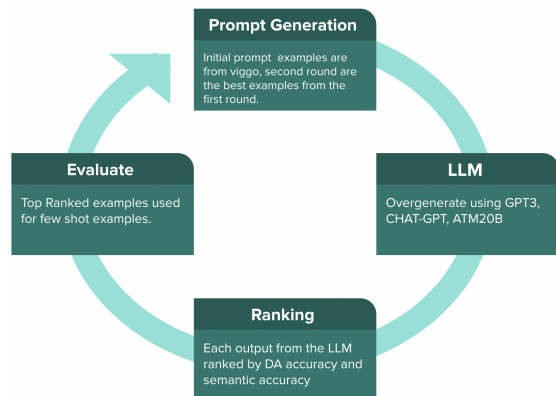 Prompt Generation
Initial prompt examples are
from viggo, second round are
the best examples from the
first round.
Evaluate
Top Ranked examples used
for few shot examples.
LLM
Overgenerate using GPT3,
CHAT-GPT, ATM20B
Ranking
Each output from the LLM
ranked by DA accuracy and
semantic accuracy